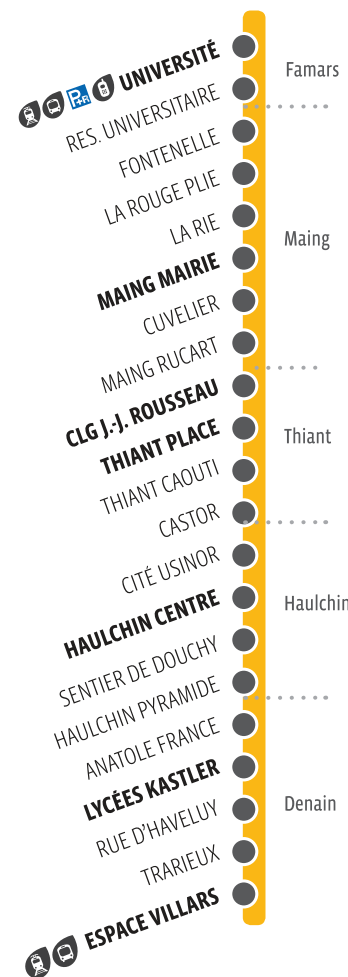 UNIVERSITÉ
Famars
RES. UNIVERSITAIRE
FONTENELLE
LA ROUGE PLIE
LA RIE
Maing
MAING MAIRIE
CUVELIER
MAING RUCART
CLG J.-J. ROUSSEAU
THIANT PLACE
Thiant
THIANT CAOUTI
CASTOR
CITÉ USINOR
HAULCHIN CENTRE
Haulchin
SENTIER DE DOUCHY
HAULCHIN PYRAMIDE
ANATOLE FRANCE
LYCÉES KASTLER
RUE D'HAVELUY
Denain
TRARIEUX
ESPACE VILLARS